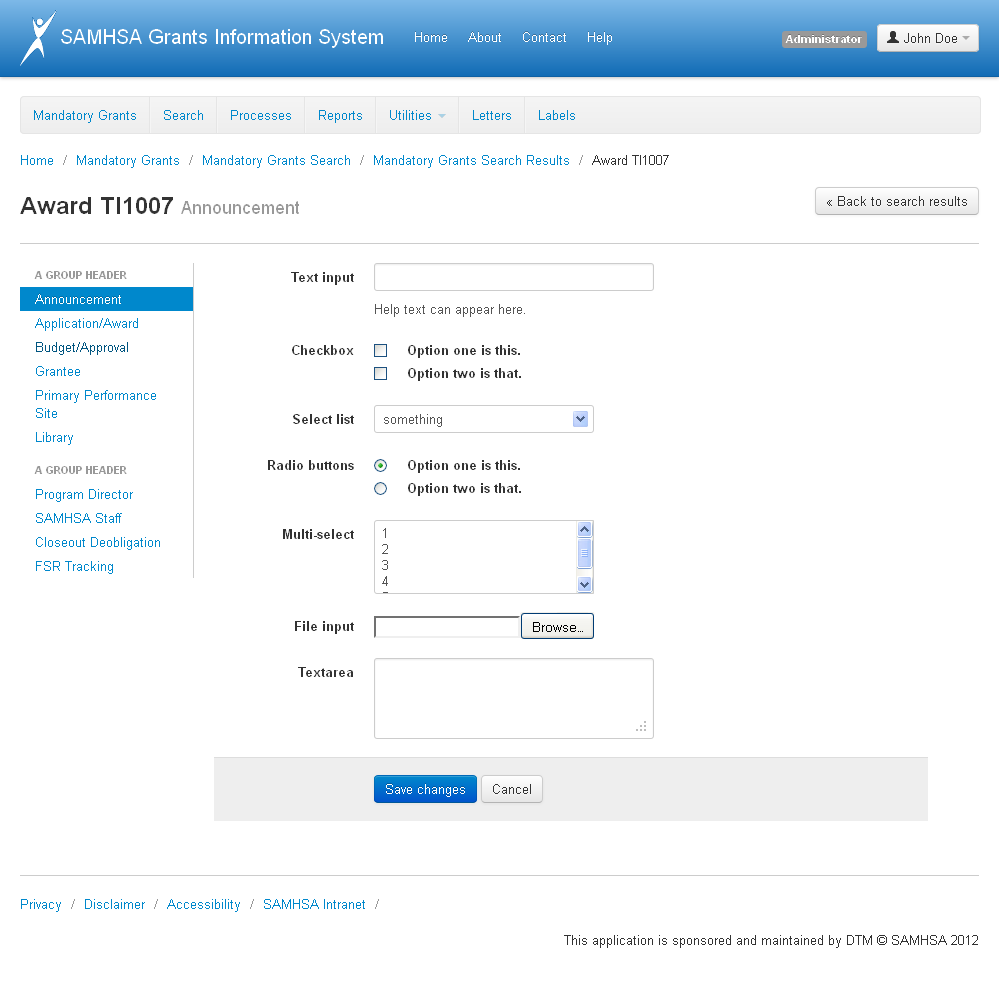 SAMHSA Grants Information System Home About Contact Help Administrator John Doe
Mandatory Grants Search Processes Reports Utilities Letters Labels
Home / Mandatory Grants / Mandatory Grants Search / Mandatory Grants Search Results / Award TI1007
Award TI1007 Announcement
« Back to search results
A GROUP HEADER
Announcement
Application/Award
Budget/Approval
Grantee
Primary Performance
Site
Library
A GROUP HEADER
Program Director
SAMHSA Staff
Closeout Deobligation
FSR Tracking
Text input
Help text can appear here.
Checkbox
Option one is this.
Option two is that.
Select list something
Radio buttons
Option one is this.
Option two is that.
Multi-select
1
2
3
4
File input Browse...
Textarea
Save changes Cancel
Privacy / Disclaimer / Accessibility / SAMHSA Intranet /
This application is sponsored and maintained by DTM © SAMHSA 2012